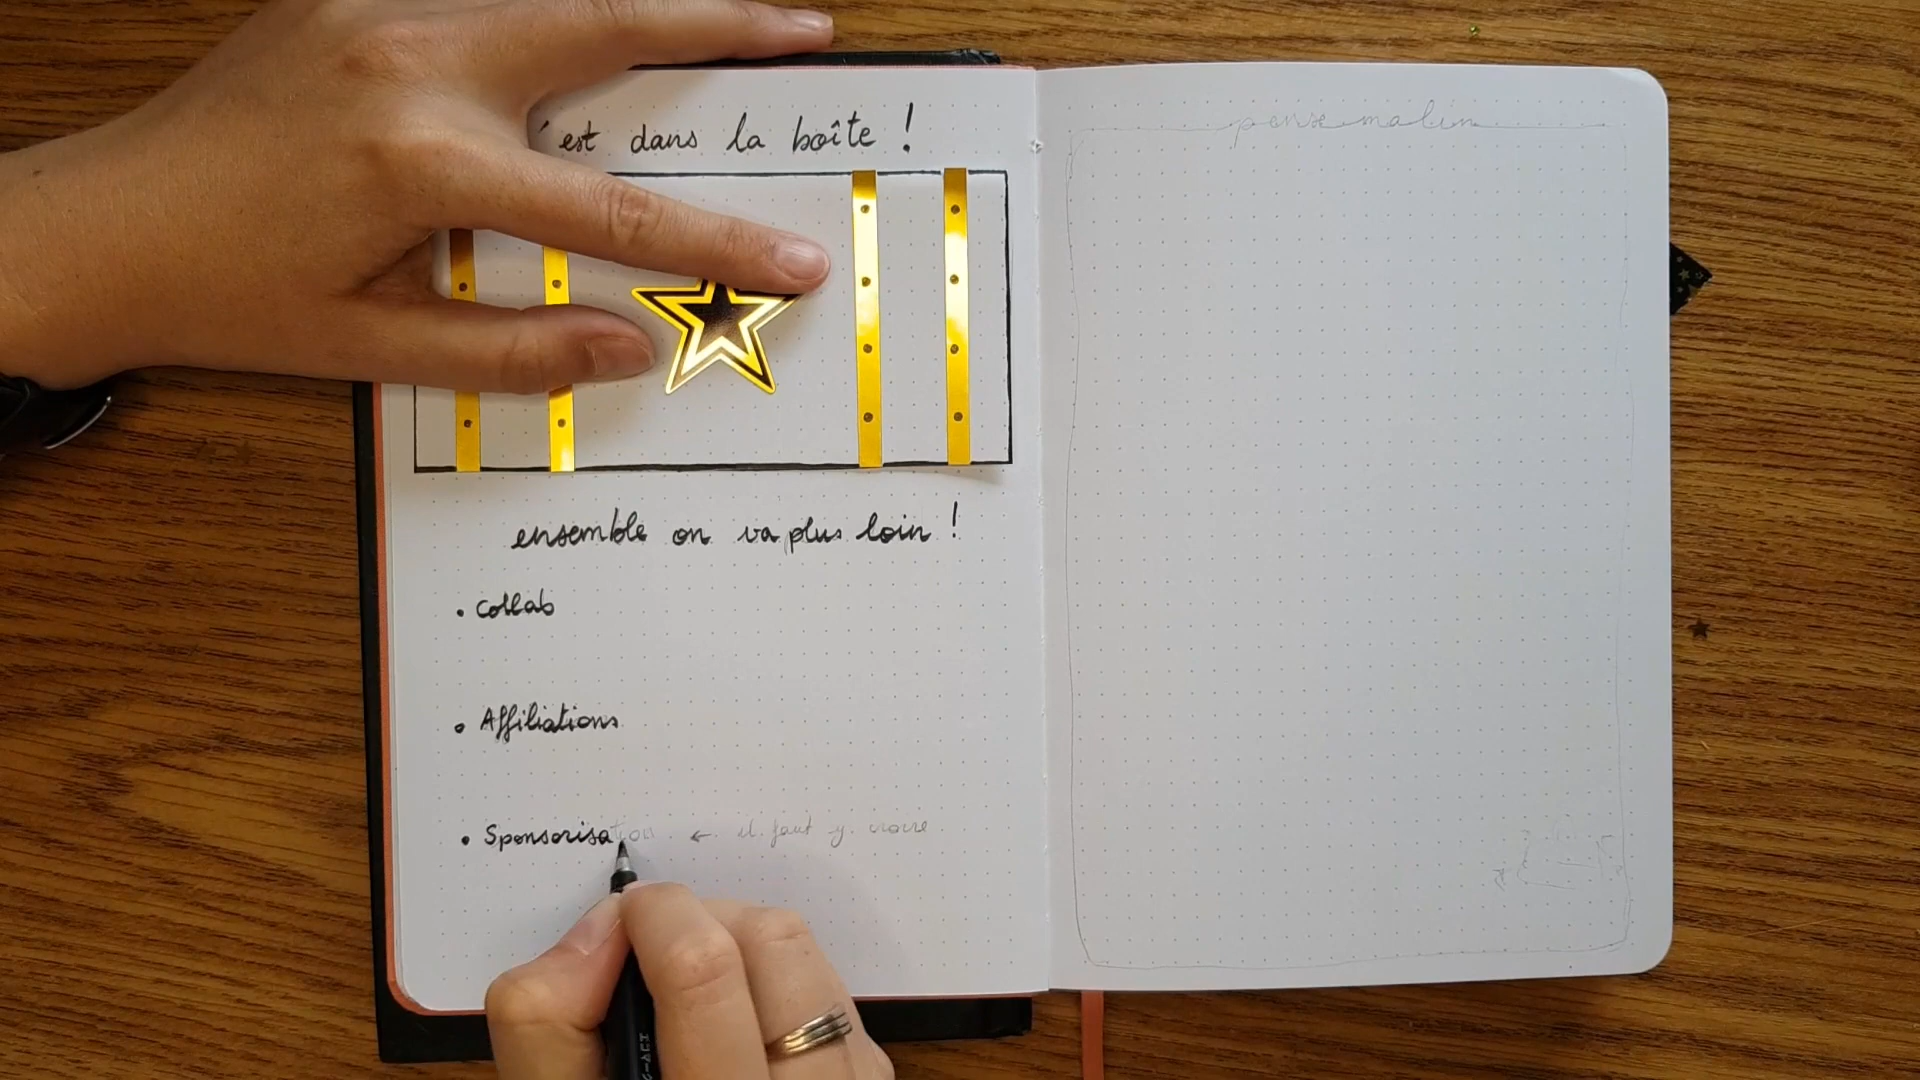 'est dans la boîte !
ensemble on va plus loin !
• Collab
• Affiliations
• Sponsorisation ← il faut y croire
pense malin